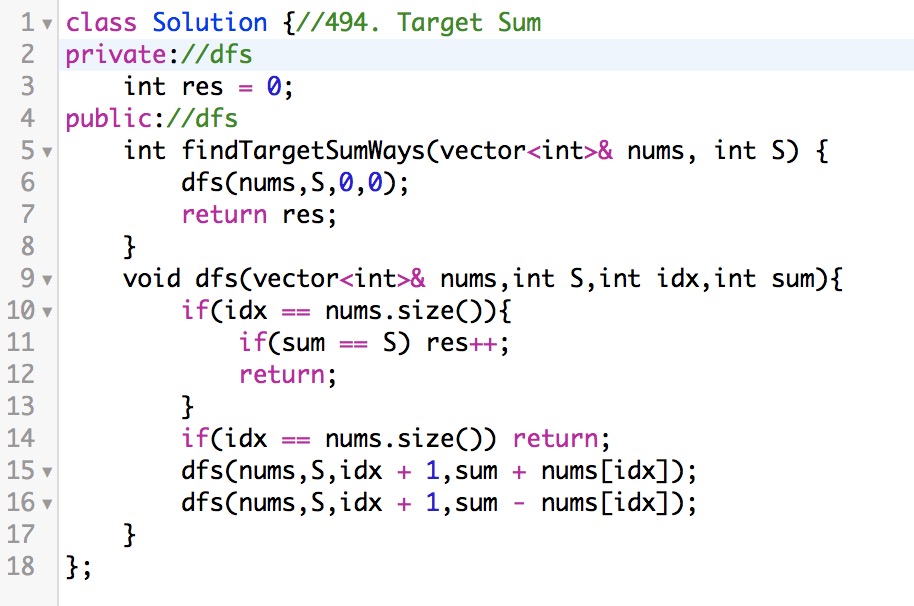 1 class Solution {//494. Target Sum
2 private://dfs
3     int res = 0;
4 public://dfs
5     int findTargetSumWays(vector<int>& nums, int S) {
6         dfs(nums,S,0,0);
7         return res;
8     }
9     void dfs(vector<int>& nums,int S,int idx,int sum){
10         if(idx == nums.size()){
11             if(sum == S) res++;
12             return;
13         }
14         if(idx == nums.size()) return;
15         dfs(nums,S,idx + 1,sum + nums[idx]);
16         dfs(nums,S,idx + 1,sum - nums[idx]);
17     }
18 };